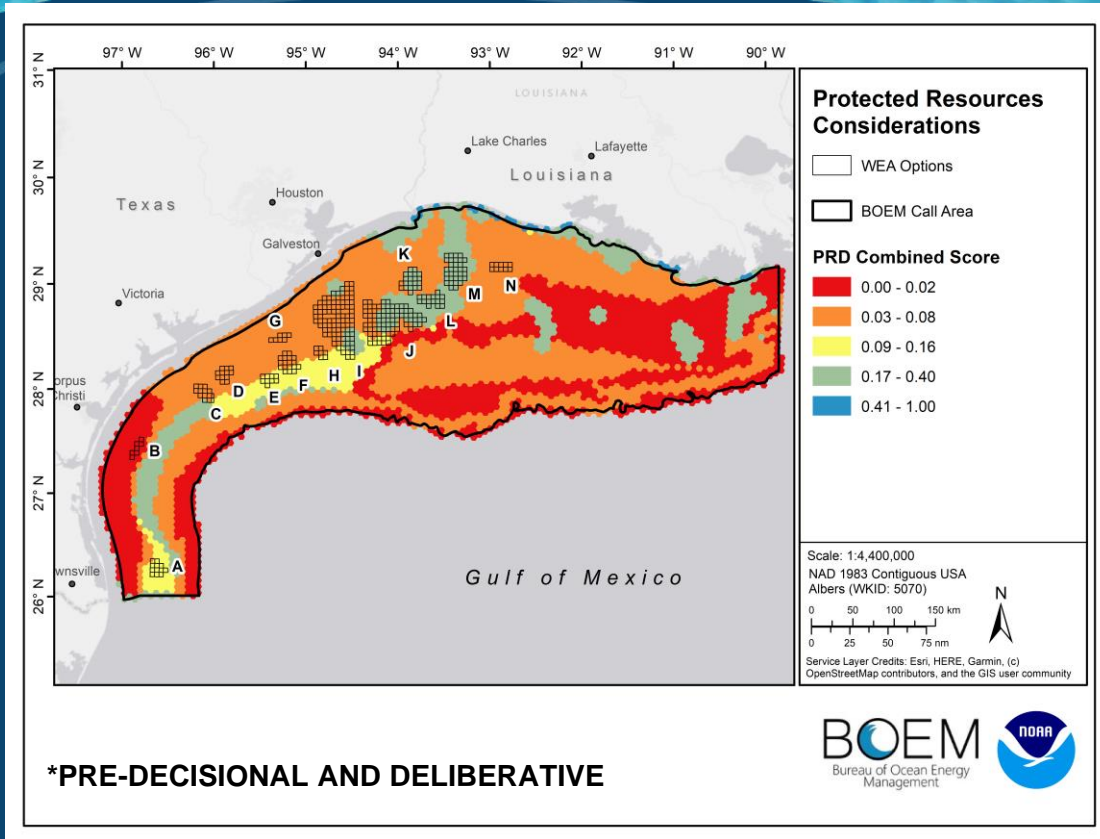 97° W 96° W 95° W 94° W 93° W 92° W 91° W 90° W
31° N
30° N
29° N
28° N
27° N
26° N
LOUISIANA
Lake Charles
Lafayette
Louisiana
Texas
Houston
Galveston
Victoria
orpus
Christi
wnsville
K
M
N
G
L
J
I
H
F
E
D
C
B
A
Gulf of Mexico
Protected Resources
Considerations
WEA Options
BOEM Call Area
PRD Combined Score
0.00 - 0.02
0.03 - 0.08
0.09 - 0.16
0.17 - 0.40
0.41 - 1.00
Scale: 1:4,400,000
NAD 1983 Contiguous USA
Albers (WKID: 5070)
N
0 50 100 150 km
0 25 50 75 nm
Service Layer Credits: Esri, HERE, Garmin, (c)
OpenStreetMap contributors, and the GIS user community
*PRE-DECISIONAL AND DELIBERATIVE
BOEM
Bureau of Ocean Energy
Management
NOAA